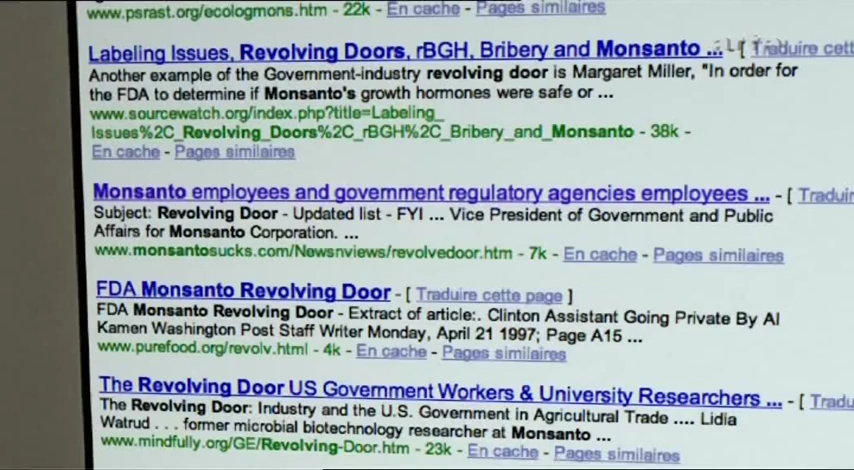 www.psrast.org/ecologmons.htm - 22k - En cache - Pages similaires
Labeling Issues, Revolving Doors, rBGH, Bribery and Monsanto ... - [ Traduire cett
Another example of the Government-industry revolving door is Margaret Miller, "In order for
the FDA to determine if Monsanto's growth hormones were safe or ...
www.sourcewatch.org/index.php?title=Labeling_
Issues%2C_Revolving_Doors%2C_rBGH%2C_Bribery_and_Monsanto - 38k -
En cache - Pages similaires
Monsanto employees and government regulatory agencies employees ... - [ Traduir
Subject: Revolving Door - Updated list - FYI ... Vice President of Government and Public
Affairs for Monsanto Corporation. ...
www.monsantosucks.com/Newsnviews/revolvedoor.htm - 7k - En cache - Pages similaires
FDA Monsanto Revolving Door - [ Traduire cette page ]
FDA Monsanto Revolving Door - Extract of article:. Clinton Assistant Going Private By Al
Kamen Washington Post Staff Writer Monday, April 21 1997; Page A15 ...
www.purefood.org/revolv.html - 4k - En cache - Pages similaires
The Revolving Door US Government Workers & University Researchers ... - [ Tradu
The Revolving Door: Industry and the U.S. Government in Agricultural Trade .... Lidia
Watrud . . . former microbial biotechnology researcher at Monsanto ...
www.mindfully.org/GE/Revolving-Door.htm - 23k - En cache - Pages similaires